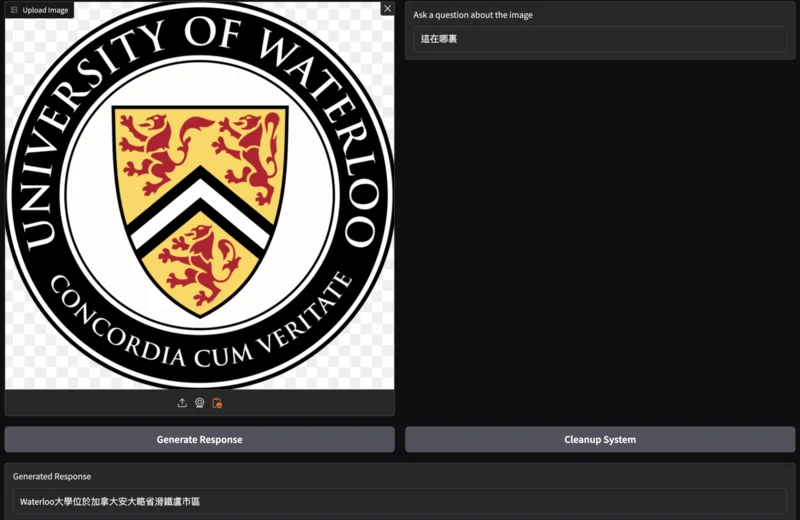 Upload Image
UNIVERSITY OF WATERLOO
CONCORDIA CUM VERITATE
Ask a question about the image
這在哪裏
Generate Response
Cleanup System
Generated Response
Waterloo大學位於加拿大安大略省滑鐵盧市區